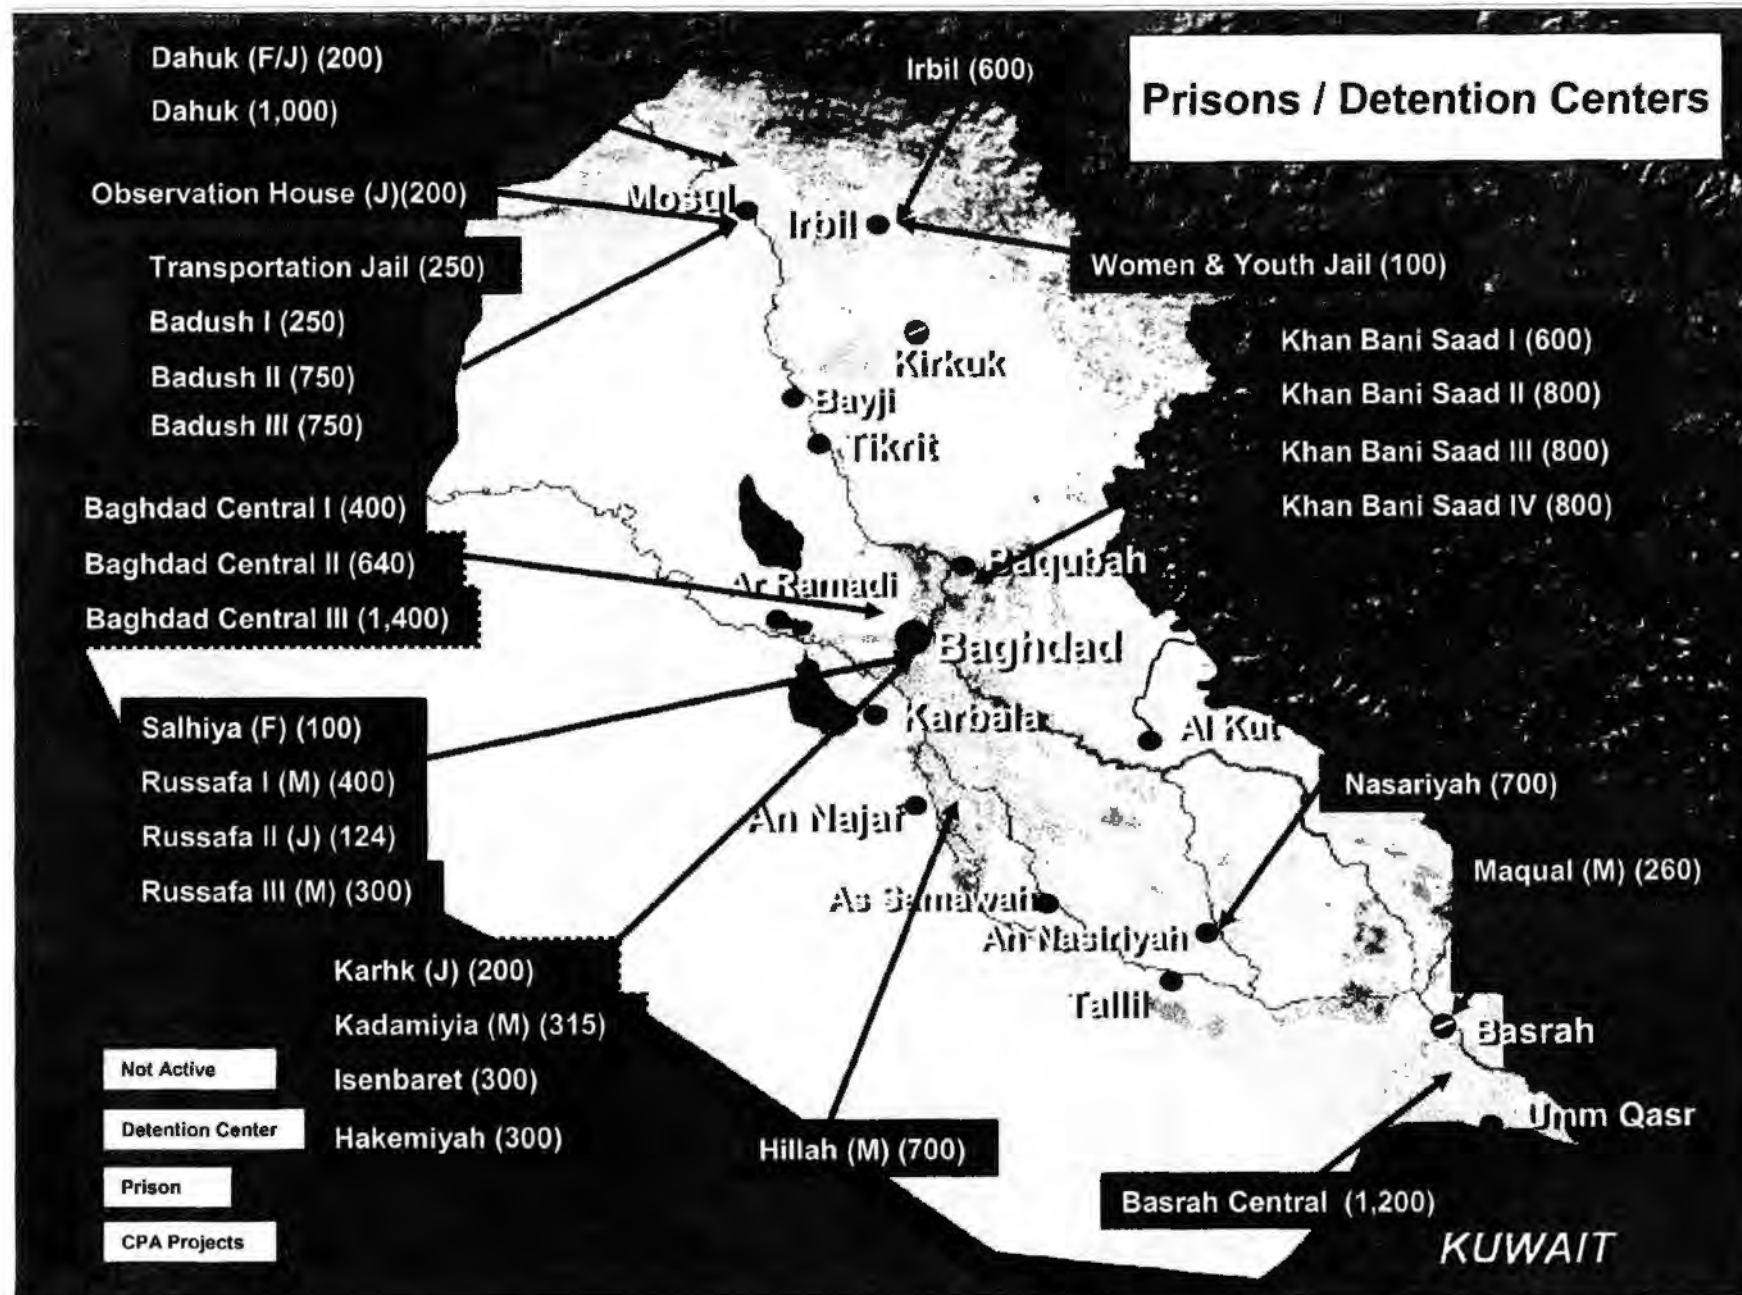 Prisons / Detention Centers
Dahuk (F/J) (200)
Dahuk (1,000)
Irbil (600)
Observation House (J)(200)
Mosul
Irbil
Transportation Jail (250)
Badush I (250)
Badush II (750)
Badush III (750)
Women & Youth Jail (100)
Kirkuk
Bayji
Tikrit
Khan Bani Saad I (600)
Khan Bani Saad II (800)
Khan Bani Saad III (800)
Khan Bani Saad IV (800)
Baghdad Central I (400)
Baghdad Central II (640)
Baghdad Central III (1,400)
Baqubah
Ar Ramadi
Baghdad
Salhiya (F) (100)
Russafa I (M) (400)
Russafa II (J) (124)
Russafa III (M) (300)
Karbala
Al Kut
Nasariyah (700)
An Najaf
Maqual (M) (260)
As Samawah
An Nasiriyah
Tallil
Karhk (J) (200)
Kadamiyia (M) (315)
Isenbaret (300)
Hakemiyah (300)
Basrah
Umm Qasr
Hillah (M) (700)
Basrah Central (1,200)
KUWAIT
Not Active
Detention Center
Prison
CPA Projects